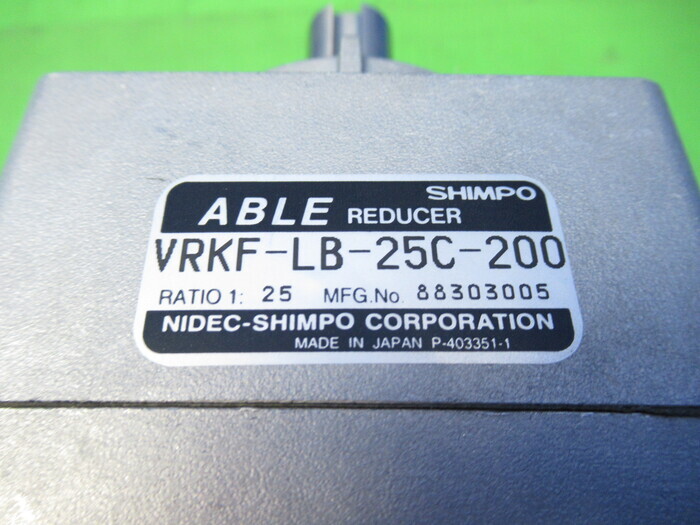 SHIMPO
ABLE REDUCER
VRKF-LB-25C-200
RATIO 1: 25 MFG.No. 88303005
NIDEC-SHIMPO CORPORATION
MADE IN JAPAN P-403351-1